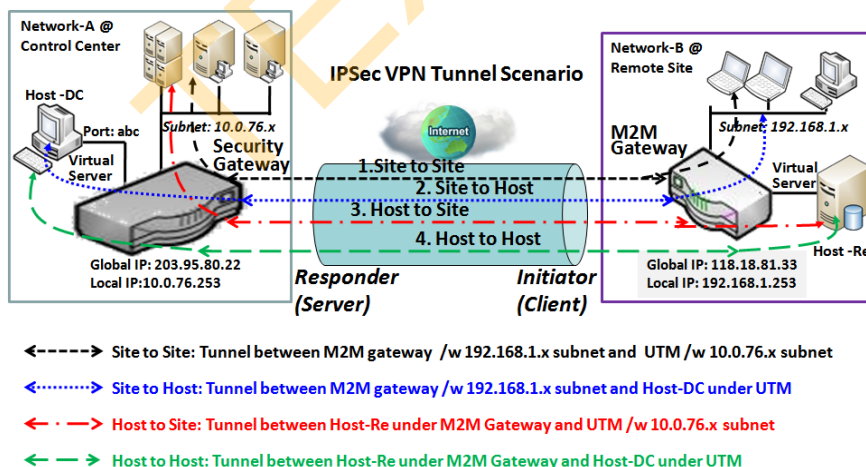 Network-A @
Control Center
Network-B @
Remote Site
IPSec VPN Tunnel Scenario
Host -DC
Internet
Port: abc
Subnet: 10.0.76.x
Subnet: 192.168.1.x
Security
Gateway
M2M
Gateway
Virtual
Server
Virtual
Server
1.Site to Site
2. Site to Host
3. Host to Site
4. Host to Host
Global IP: 203.95.80.22
Local IP:10.0.76.253
Responder
(Server)
Initiator
(Client)
Global IP: 118.18.81.33
Local IP: 192.168.1.253
Host -Re
Site to Site: Tunnel between M2M gateway /w 192.168.1.x subnet and UTM /w 10.0.76.x subnet
Site to Host: Tunnel between M2M gateway /w 192.168.1.x subnet and Host-DC under UTM
Host to Site: Tunnel between Host-Re under M2M Gateway and UTM /w 10.0.76.x subnet
Host to Host: Tunnel between Host-Re under M2M Gateway and Host-DC under UTM